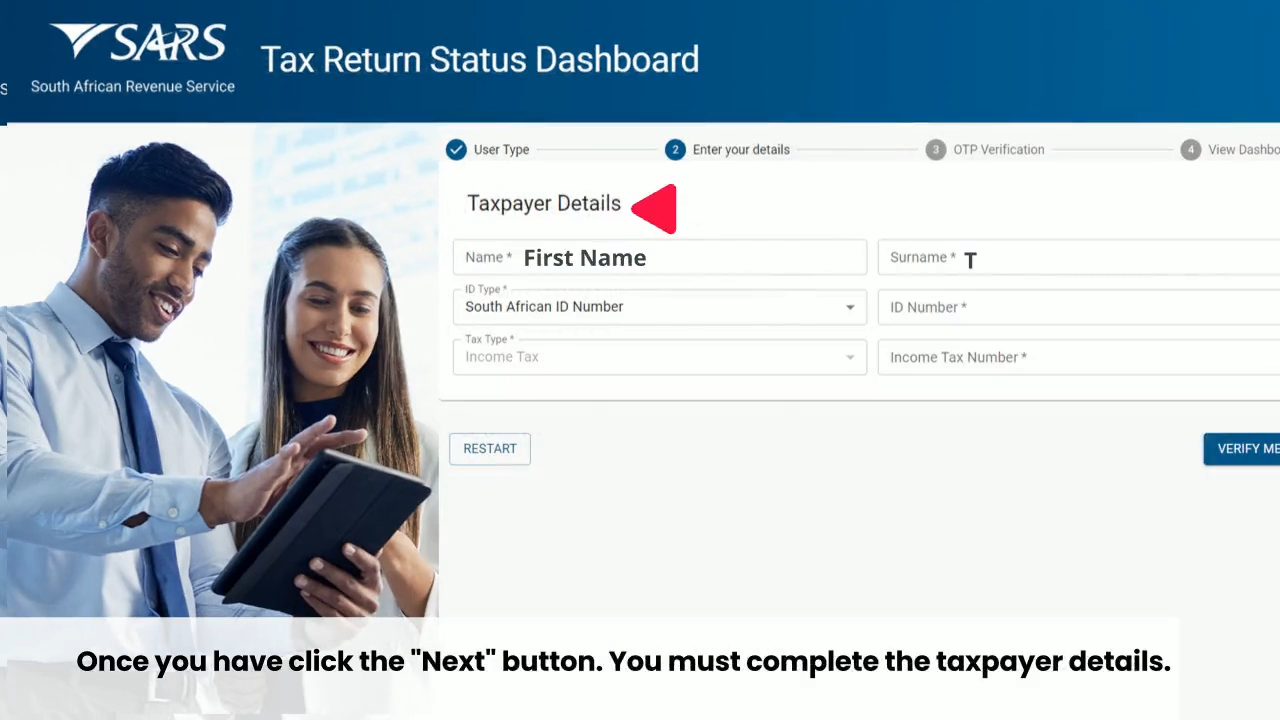 SARS
South African Revenue Service
Tax Return Status Dashboard
S
User Type
2 Enter your details
3 OTP Verification
4 View Dashbo
Taxpayer Details
Name * First Name
Surname * T
ID Type *
South African ID Number
ID Number *
Tax Type *
Income Tax
Income Tax Number *
RESTART
VERIFY ME
Once you have click the "Next" button. You must complete the taxpayer details.